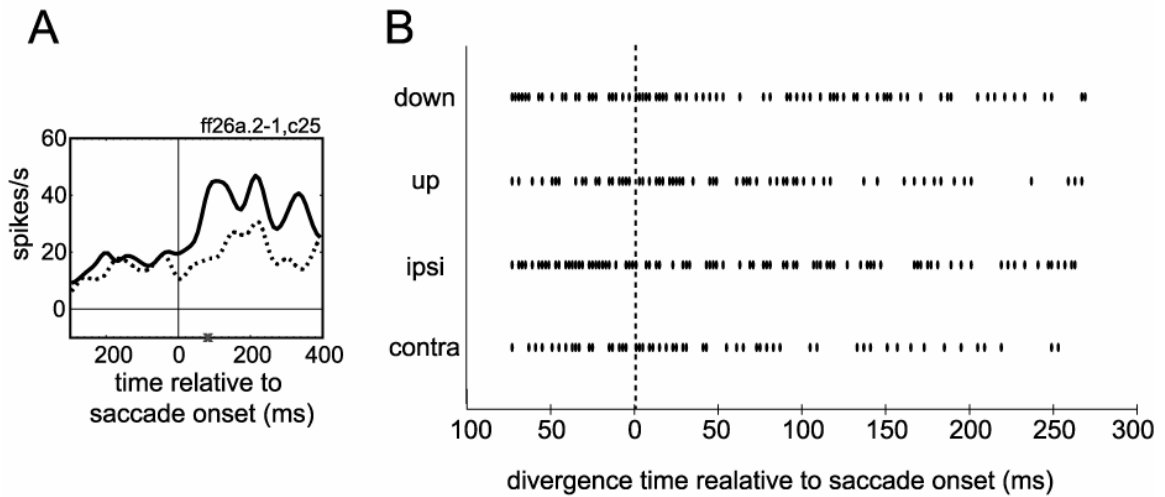 A
B
ff26a.2-1,c25
60
40
20
0
spikes/s
200 0 200 400
time relative to
saccade onset (ms)
down
up
ipsi
contra
100 50 0 50 100 150 200 250 300
divergence time realative to saccade onset (ms)